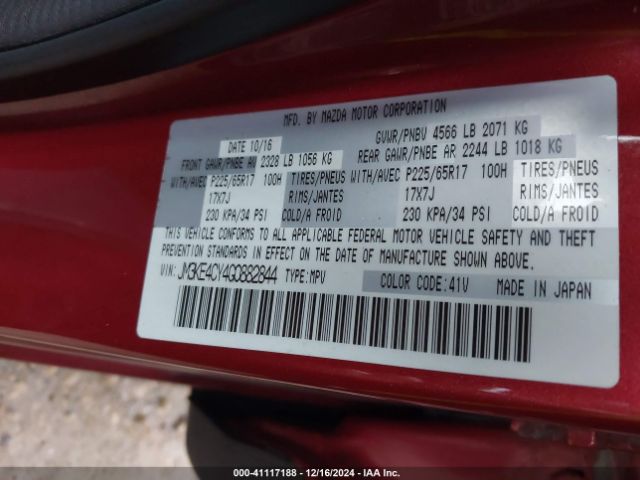 MFD. BY MAZDA MOTOR CORPORATION
DATE 10/16 GVWR/PNBV 4566 LB 2071 KG
FRONT GAWR/PNBE AV 2328 LB 1056 KG REAR GAWR/PNBE AR 2244 LB 1018 KG
WITH/AVEC P225/65R17 100H TIRES/PNEUS WITH/AVEC P225/65R17 100H TIRES/PNEUS
17X7J RIMS/JANTES 17X7J RIMS/JANTES
230 KPA/34 PSI COLD/A FROID 230 KPA/34 PSI COLD/A FROID
THIS VEHICLE CONFORMS TO ALL APPLICABLE FEDERAL MOTOR VEHICLE SAFETY AND THEFT
PREVENTION STANDARDS IN EFFECT ON THE DATE OF MANUFACTURE SHOWN ABOVE.
VIN: JM3KE4CY4G0882844 TYPE: MPV COLOR CODE: 41V MADE IN JAPAN
000-41117188 - 12/16/2024 - IAA Inc.